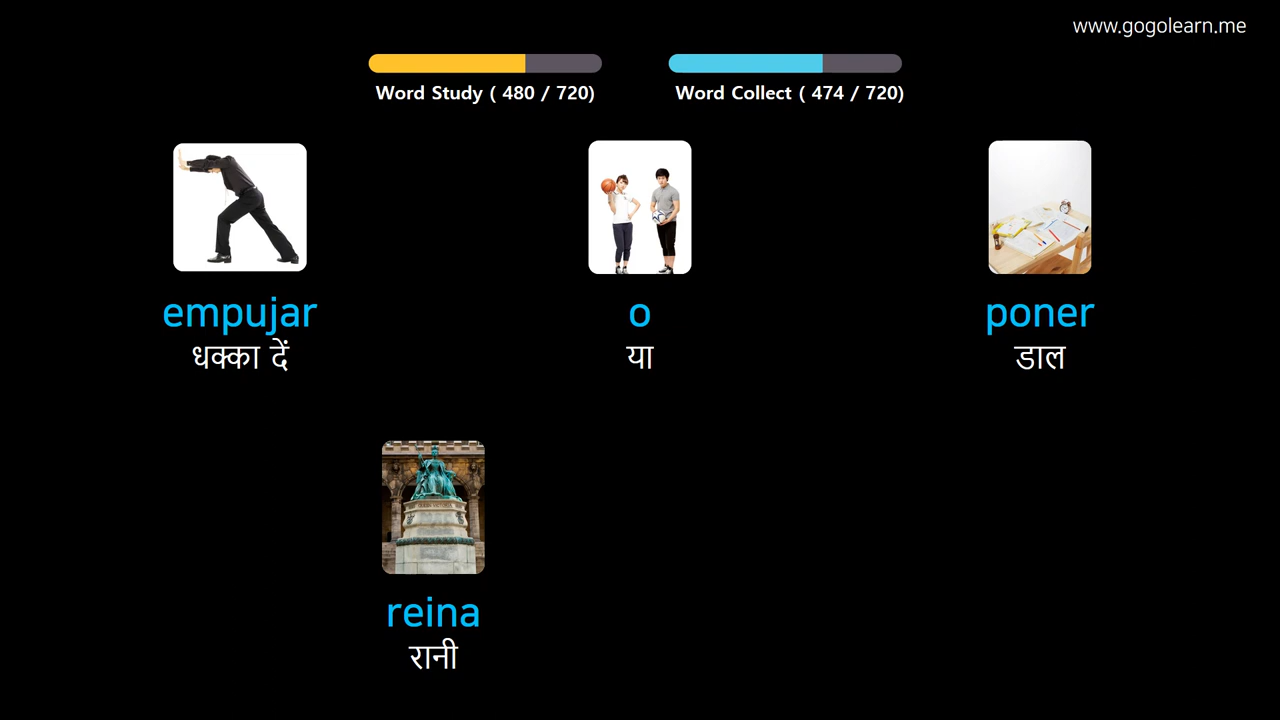 www.gogolearn.me
Word Study ( 480 / 720)
Word Collect ( 474 / 720)
empujar
धक्का दें
o
या
poner
डाल
reina
रानी